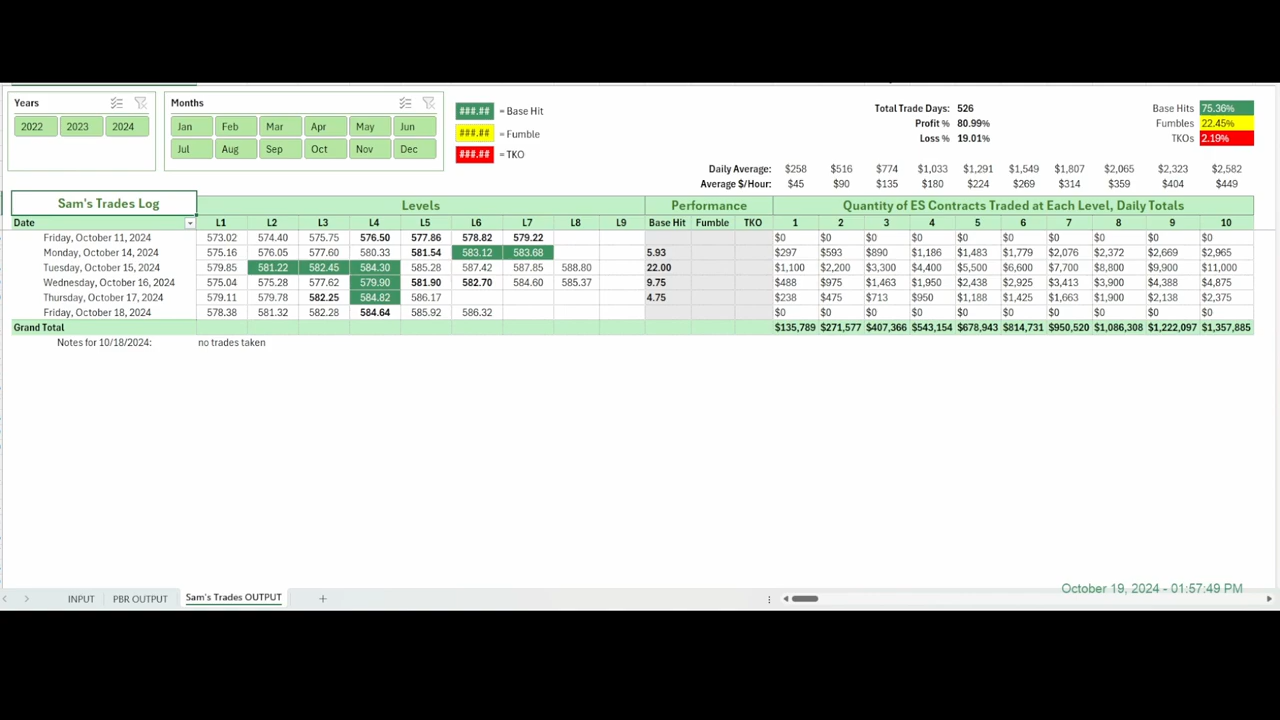 Years
2022 2023 2024
Months
Jan Feb Mar Apr May Jun
Jul Aug Sep Oct Nov Dec
###.## = Base Hit
###.## = Fumble
###.## = TKO
Total Trade Days: 526
Profit % 80.99%
Loss % 19.01%
Base Hits 75.36%
Fumbles 22.45%
TKOs 2.19%
Daily Average: $258 $516 $774 $1,033 $1,291 $1,549 $1,807 $2,065 $2,323 $2,582
Average $/Hour: $45 $90 $135 $180 $224 $269 $314 $359 $404 $449
Sam's Trades Log Levels Performance Quantity of ES Contracts Traded at Each Level, Daily Totals
Date L1 L2 L3 L4 L5 L6 L7 L8 L9 Base Hit Fumble TKO 1 2 3 4 5 6 7 8 9 10
Friday, October 11, 2024 573.02 574.40 575.75 576.50 577.86 578.82 579.22 $0 $0 $0 $0 $0 $0 $0 $0 $0 $0
Monday, October 14, 2024 575.16 576.05 577.60 580.33 581.54 583.12 583.68 5.93 $297 $593 $890 $1,186 $1,483 $1,779 $2,076 $2,372 $2,669 $2,965
Tuesday, October 15, 2024 579.85 581.22 582.45 584.30 585.28 587.42 587.85 588.80 22.00 $1,100 $2,200 $3,300 $4,400 $5,500 $6,600 $7,700 $8,800 $9,900 $11,000
Wednesday, October 16, 2024 575.04 575.28 577.62 579.90 581.90 582.70 584.60 585.37 9.75 $488 $975 $1,463 $1,950 $2,438 $2,925 $3,413 $3,900 $4,388 $4,875
Thursday, October 17, 2024 579.11 579.78 582.25 584.82 586.17 4.75 $238 $475 $713 $950 $1,188 $1,425 $1,663 $1,900 $2,138 $2,375
Friday, October 18, 2024 578.38 581.32 582.28 584.64 585.92 586.32 $0 $0 $0 $0 $0 $0 $0 $0 $0 $0
Grand Total $135,789 $271,577 $407,366 $543,154 $678,943 $814,731 $950,520 $1,086,308 $1,222,097 $1,357,885
Notes for 10/18/2024: no trades taken
October 19, 2024 - 01:57:49 PM
INPUT PBR OUTPUT Sam's Trades OUTPUT +